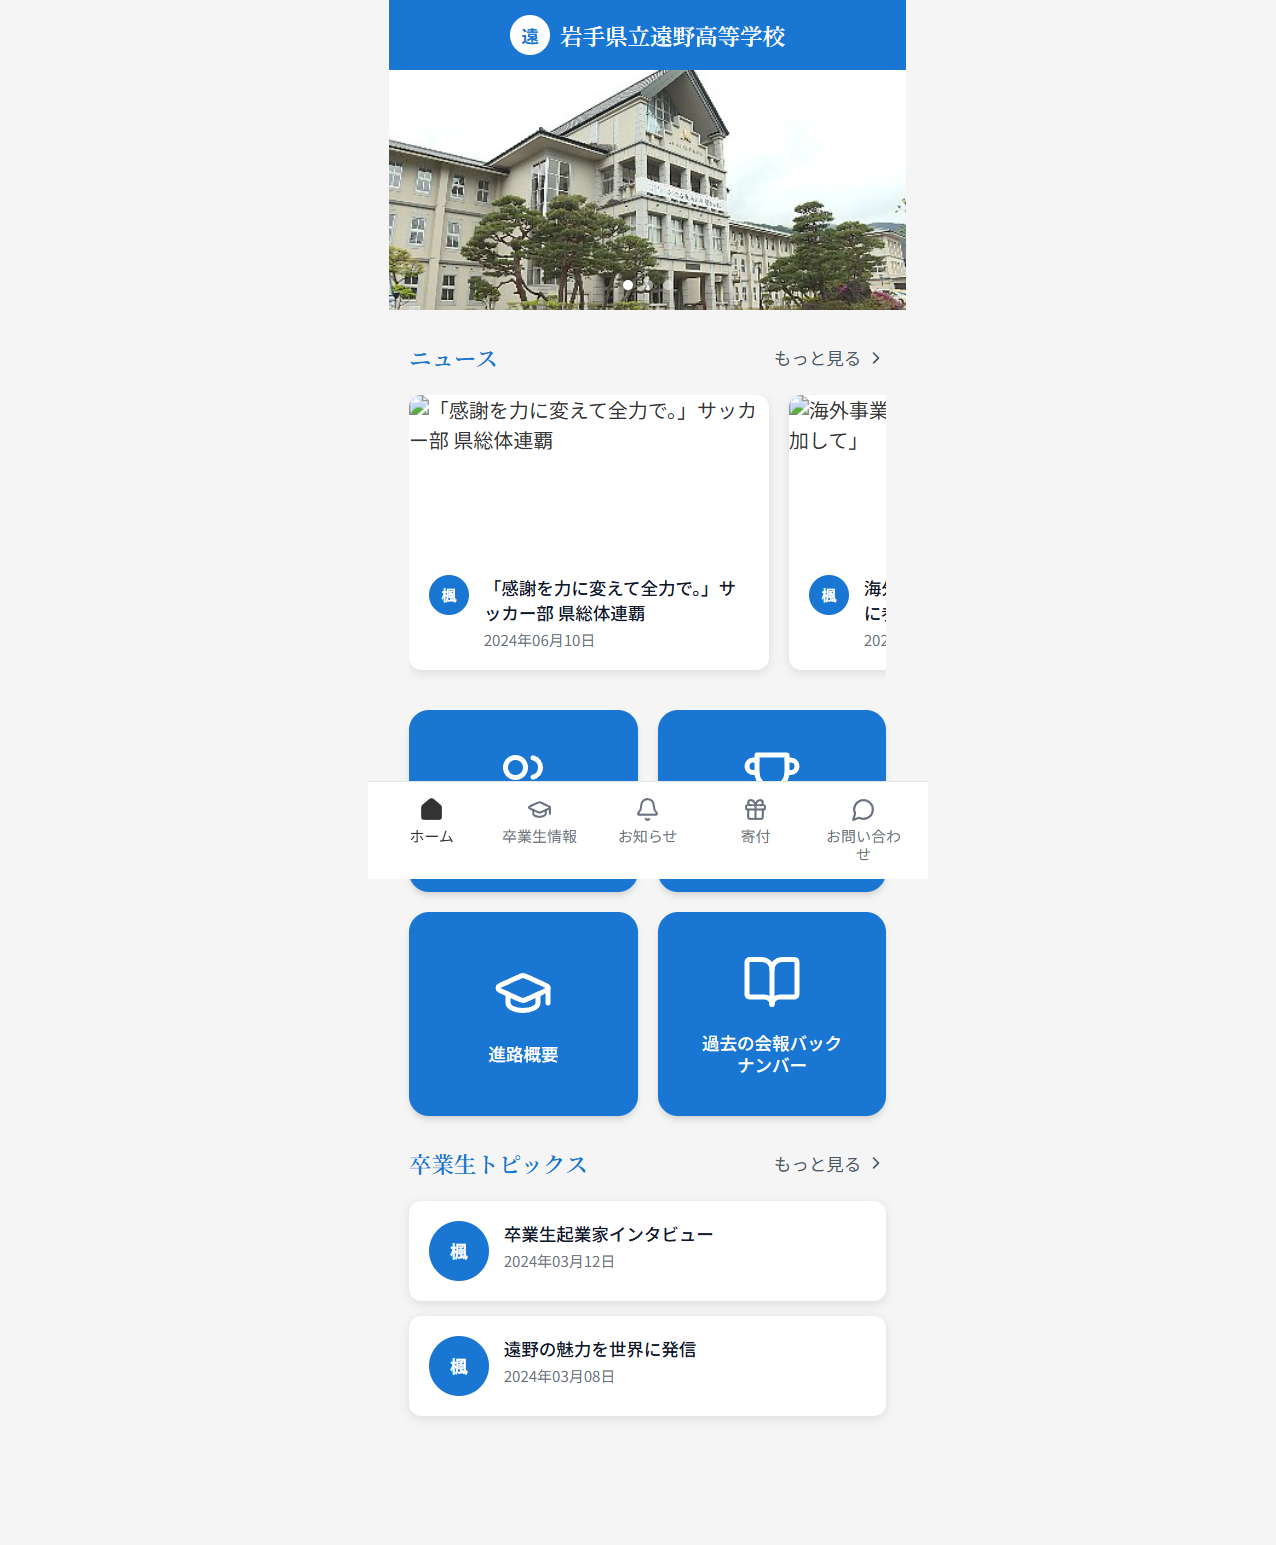 遠 岩手県立遠野高等学校
ニュース もっと見る
「感謝を力に変えて全力で。」サッカ
ー部 県総体連覇
海外事業
加して」
楓
「感謝を力に変えて全力で。」サ
ッカー部 県総体連覇
2024年06月10日
楓
海
に
202
ホーム
卒業生情報
お知らせ
寄付
お問い合わ
せ
進路概要
過去の会報バック
ナンバー
卒業生トピックス もっと見る
楓
卒業生起業家インタビュー
2024年03月12日
楓
遠野の魅力を世界に発信
2024年03月08日